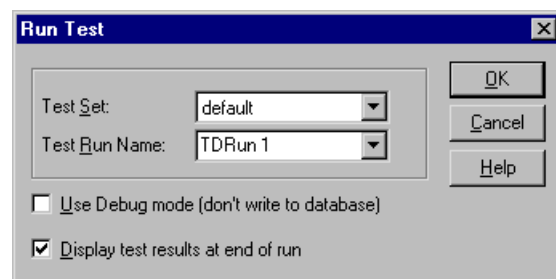 Run Test
Test Set:
default
Test Run Name:
TDRun 1
OK
Cancel
Help
Use Debug mode (don't write to database)
Display test results at end of run